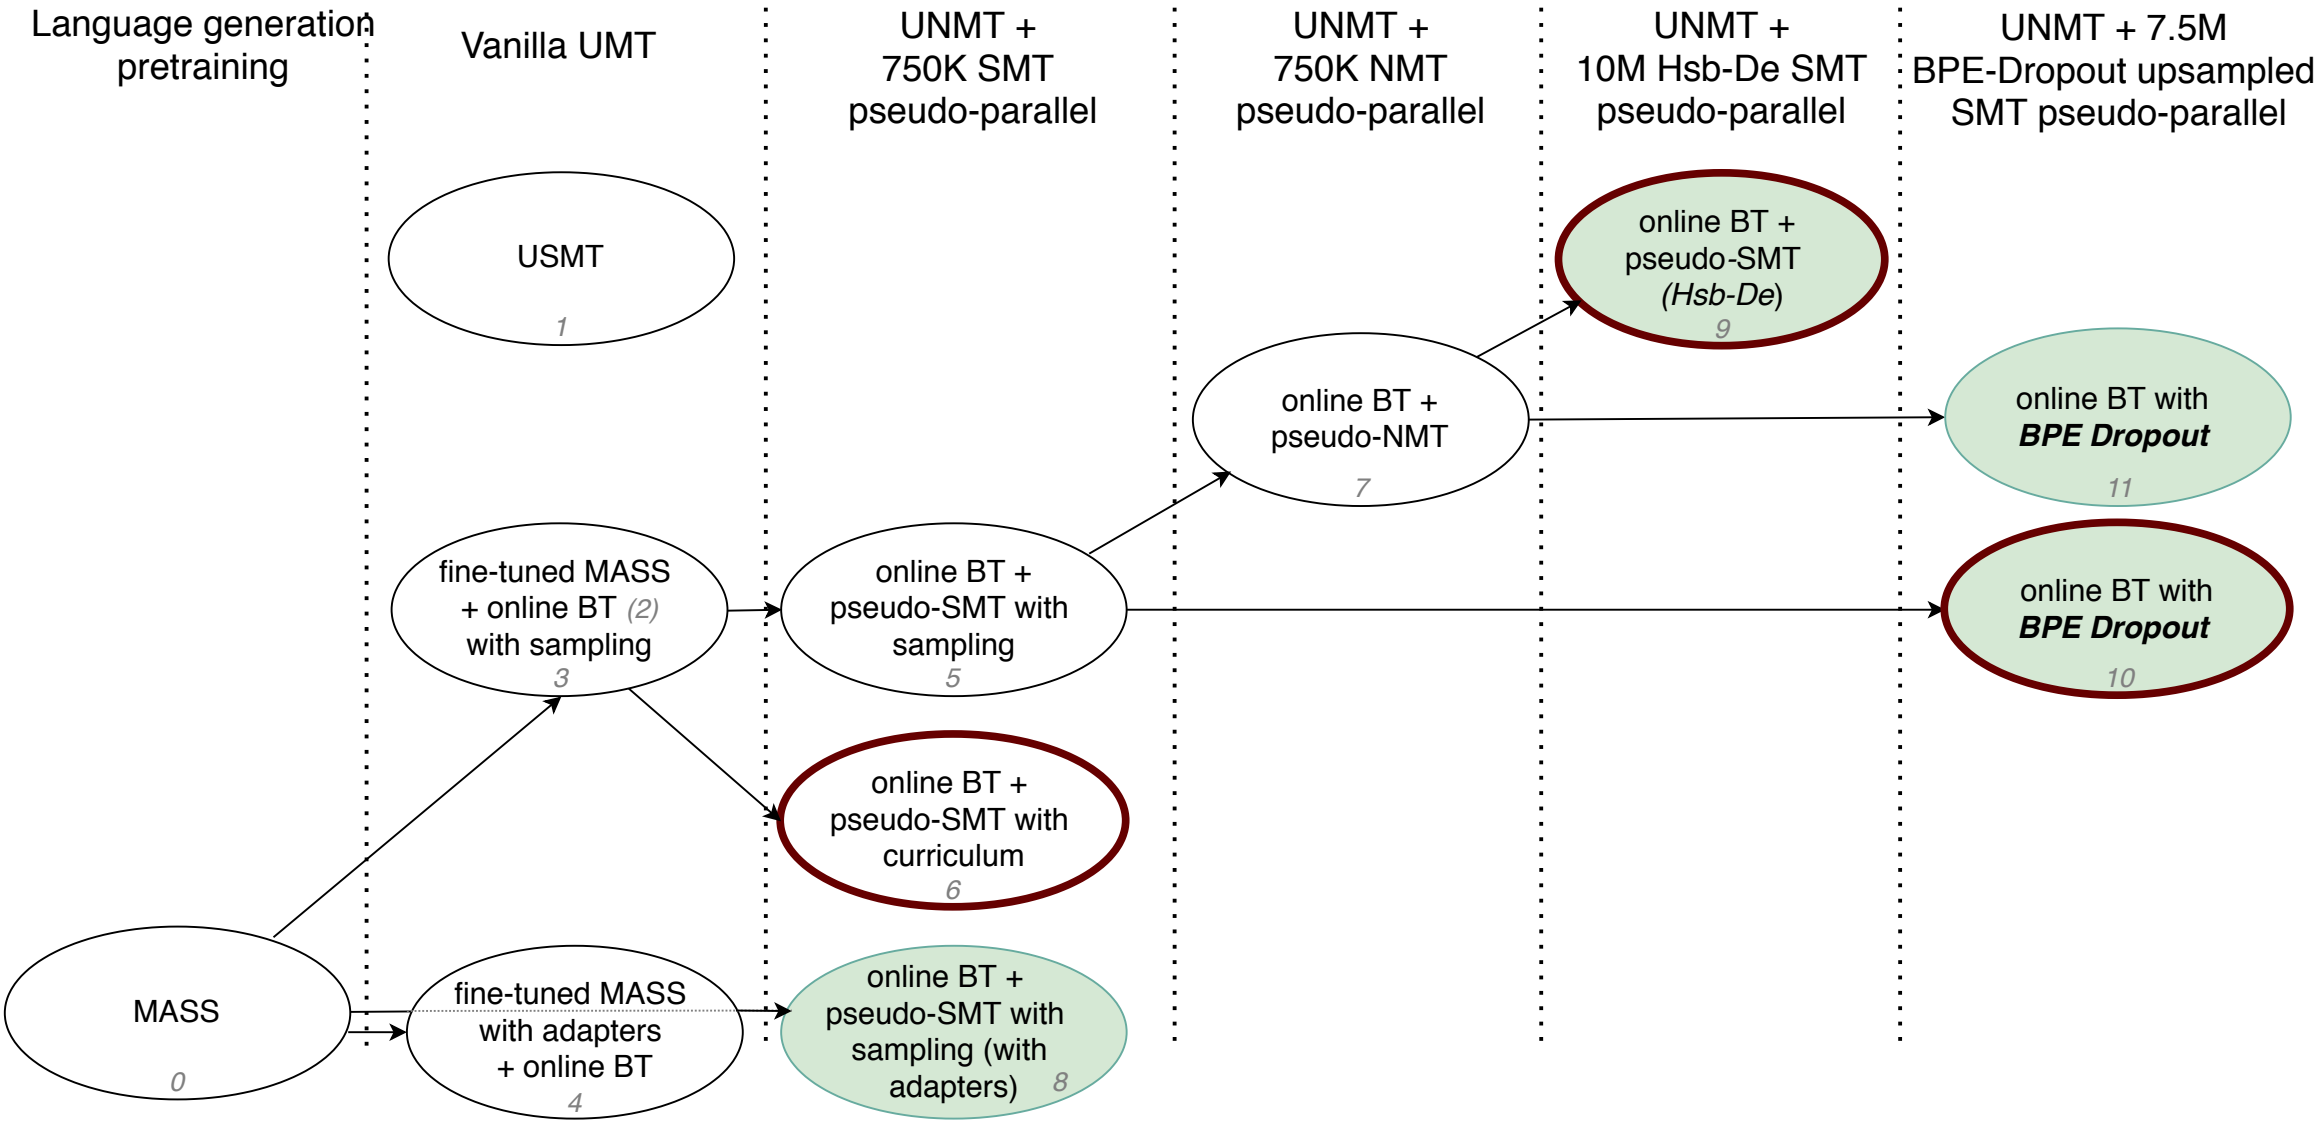 Language generation
pretraining
Vanilla UMT
UNMT +
750K SMT
pseudo-parallel
UNMT +
750K NMT
pseudo-parallel
UNMT +
10M Hsb-De SMT
pseudo-parallel
UNMT + 7.5M
BPE-Dropout upsampled
SMT pseudo-parallel
USMT
1
online BT +
pseudo-SMT
(Hsb-De)
9
online BT +
pseudo-NMT
7
online BT with
BPE Dropout
11
fine-tuned MASS
+ online BT (2)
with sampling
3
online BT +
pseudo-SMT with
sampling
5
online BT with
BPE Dropout
10
online BT +
pseudo-SMT with
curriculum
6
MASS
0
fine-tuned MASS
with adapters
+ online BT
4
online BT +
pseudo-SMT with
sampling (with
adapters)
8